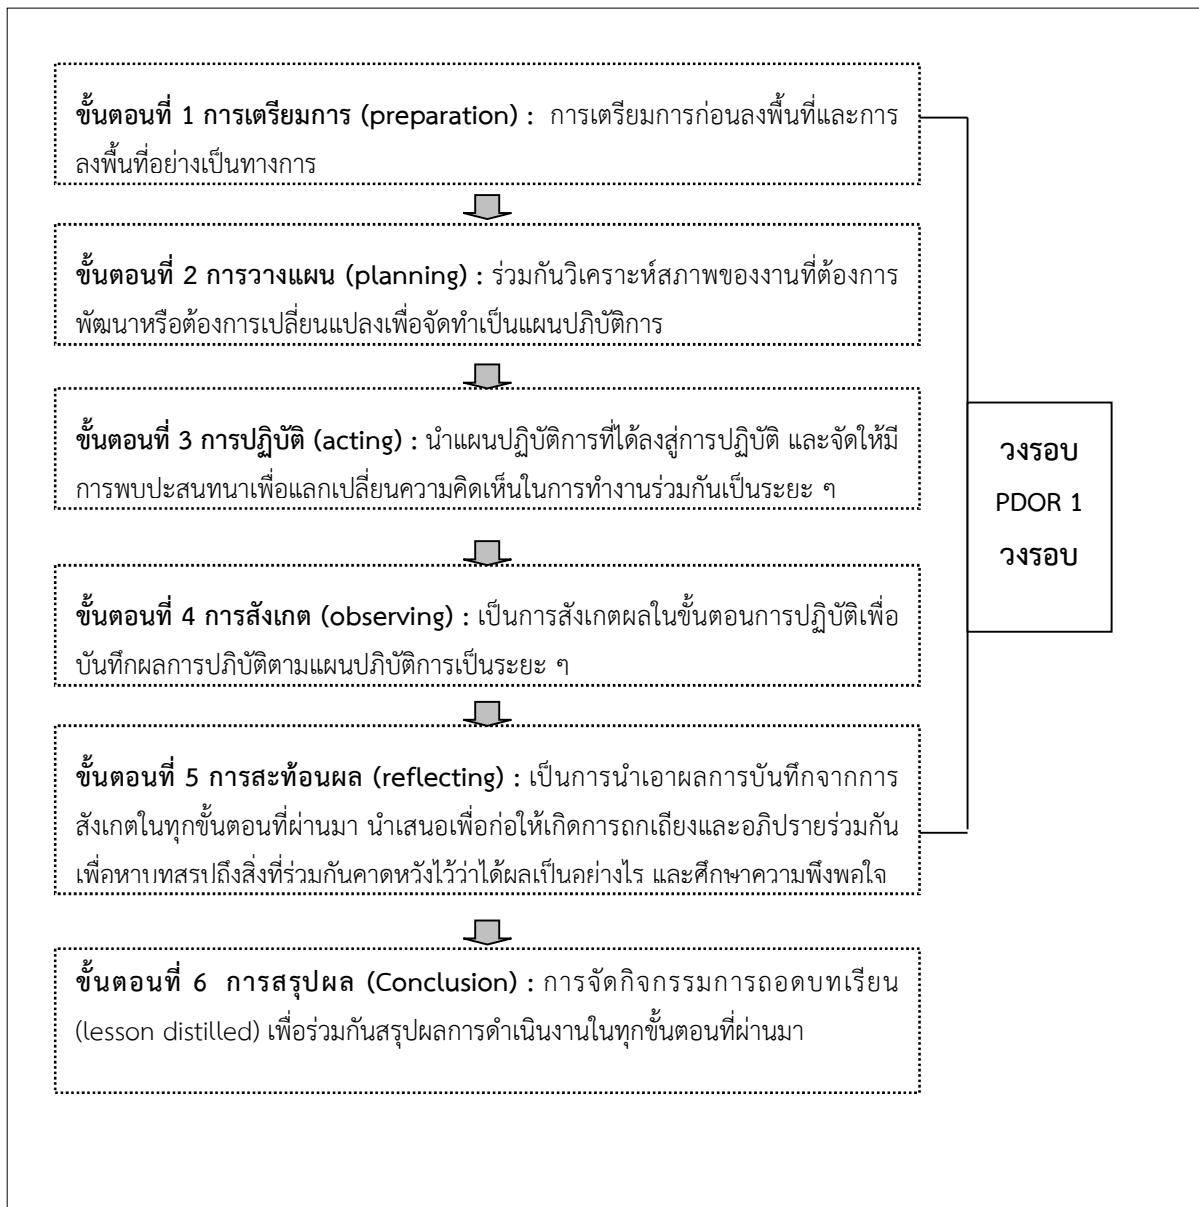 ขั้นตอนที่ 1 การเตรียมการ (preparation) : การเตรียมการก่อนลงพื้นที่และการ
ลงพื้นที่อย่างเป็นทางการ
ขั้นตอนที่ 2 การวางแผน (planning) : ร่วมกันวิเคราะห์สภาพของงานที่ต้องการ
พัฒนาหรือต้องการเปลี่ยนแปลงเพื่อจัดทำเป็นแผนปภิบัติการ
ขั้นตอนที่ 3 การปฏิบัติ (acting) : นำแผนปฏิบัติการที่ได้ลงสู่การปฏิบัติ และจัดให้มี
การพบปะสนทนาเพื่อแลกเปลี่ยนความคิดเห็นในการทำงานร่วมกันเป็นระยะ ๆ
ขั้นตอนที่ 4 การสังเกต (observing) : เป็นการสังเกตผลในขั้นตอนการปฏิบัติเพื่อ
บันทึกผลการปภิบัติตามแผนปภิบัติการเป็นระยะ ๆ
ขั้นตอนที่ 5 การสะท้อนผล (reflecting) : เป็นการนำเอาผลการบันทึกจากการ
สังเกตในทุกขั้นตอนที่ผ่านมา นำเสนอเพื่อก่อให้เกิดการถกเถียงและอภิปรายร่วมกัน
เพื่อหาบทสรปถึงสิ่งที่ร่วมกันคาดหวังไว้ว่าได้ผลเป็นอย่างไร และศึกษาความพึงพอใจ
ขั้นตอนที่ 6 การสรุปผล (Conclusion) : การจัดกิจกรรมการถอดบทเรียน
(lesson distilled) เพื่อร่วมกันสรุปผลการดำเนินงานในทุกขั้นตอนที่ผ่านมา
วงรอบ
PDOR 1
วงรอบ